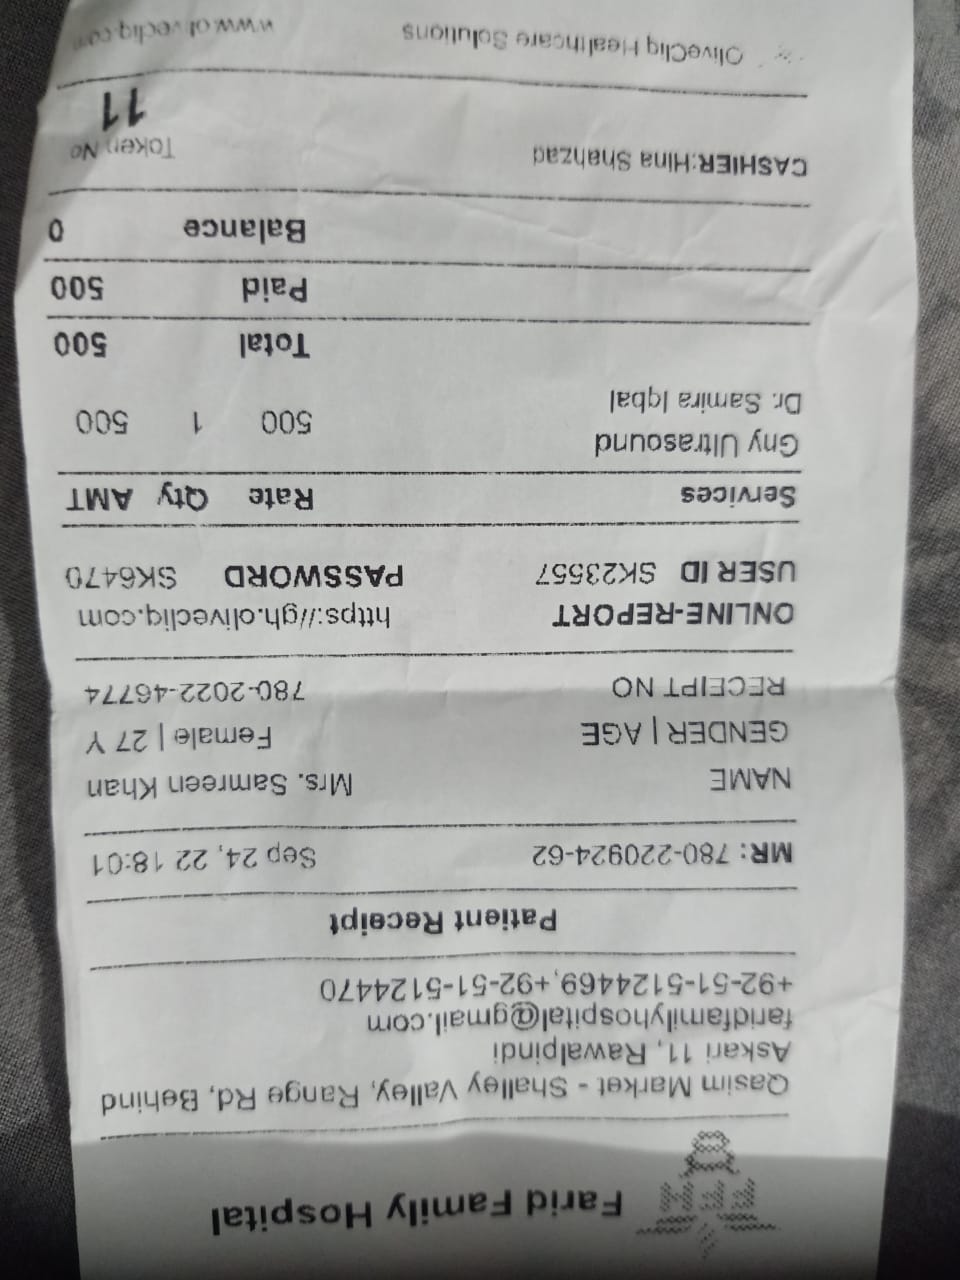 FFH
Farid Family Hospital
Qasim Market - Shalley Valley, Range Rd, Behind
Askari 11, Rawalpindi
faridfamilyhospital@gmail.com
+92-51-5124469,+92-51-5124470
Patient Receipt
MR: 780-220924-62 Sep 24, 22 18:01
NAME Mrs. Samreen Khan
GENDER | AGE Female | 27 Y
RECEIPT NO 780-2022-46774
ONLINE-REPORT https://gh.olivecliq.com
USER ID SK23557 PASSWORD SK6470
Services Rate Qty AMT
Gny Ultrasound
Dr. Samira Iqbal 500 1 500
Total 500
Paid 500
Balance 0
CASHIER:Hina Shahzad Token No
11
OliveCliq Healthcare Solutions www.olivecliq.com